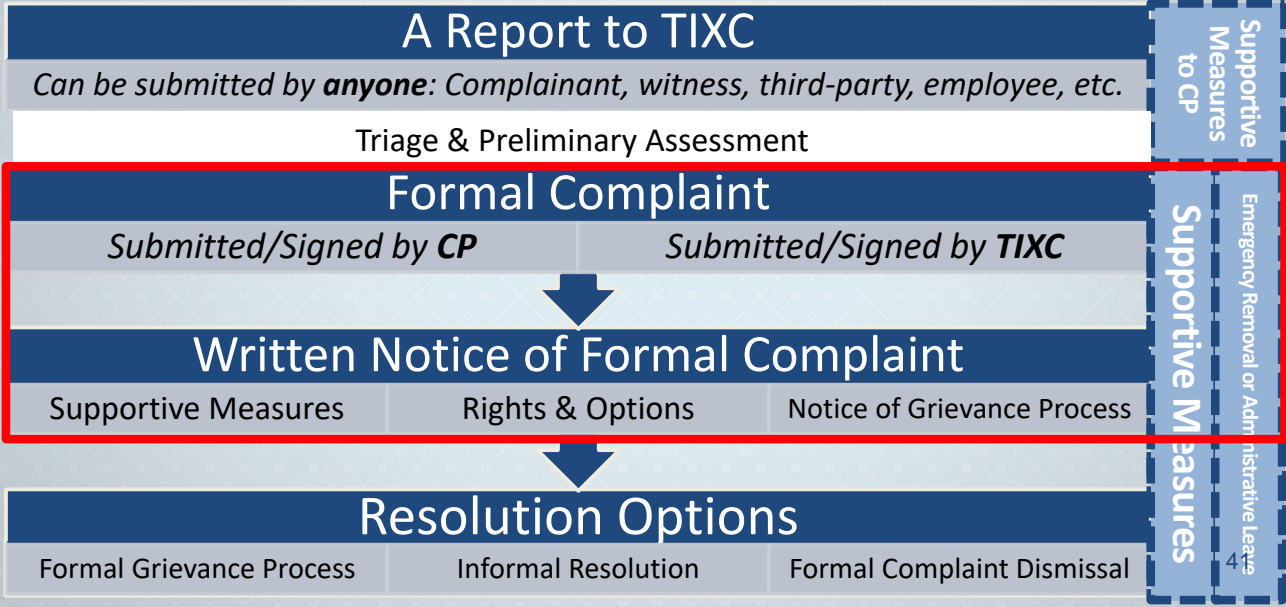 A Report to TIXC
Can be submitted by anyone: Complainant, witness, third-party, employee, etc.
Triage & Preliminary Assessment
Supportive
Measures
to CP
Formal Complaint
Submitted/Signed by CP
Submitted/Signed by TIXC
Written Notice of Formal Complaint
Supportive Measures
Rights & Options
Notice of Grievance Process
Resolution Options
Formal Grievance Process
Informal Resolution
Formal Complaint Dismissal
Supportive Measures
Emergency Removal or Administrative Leave
41